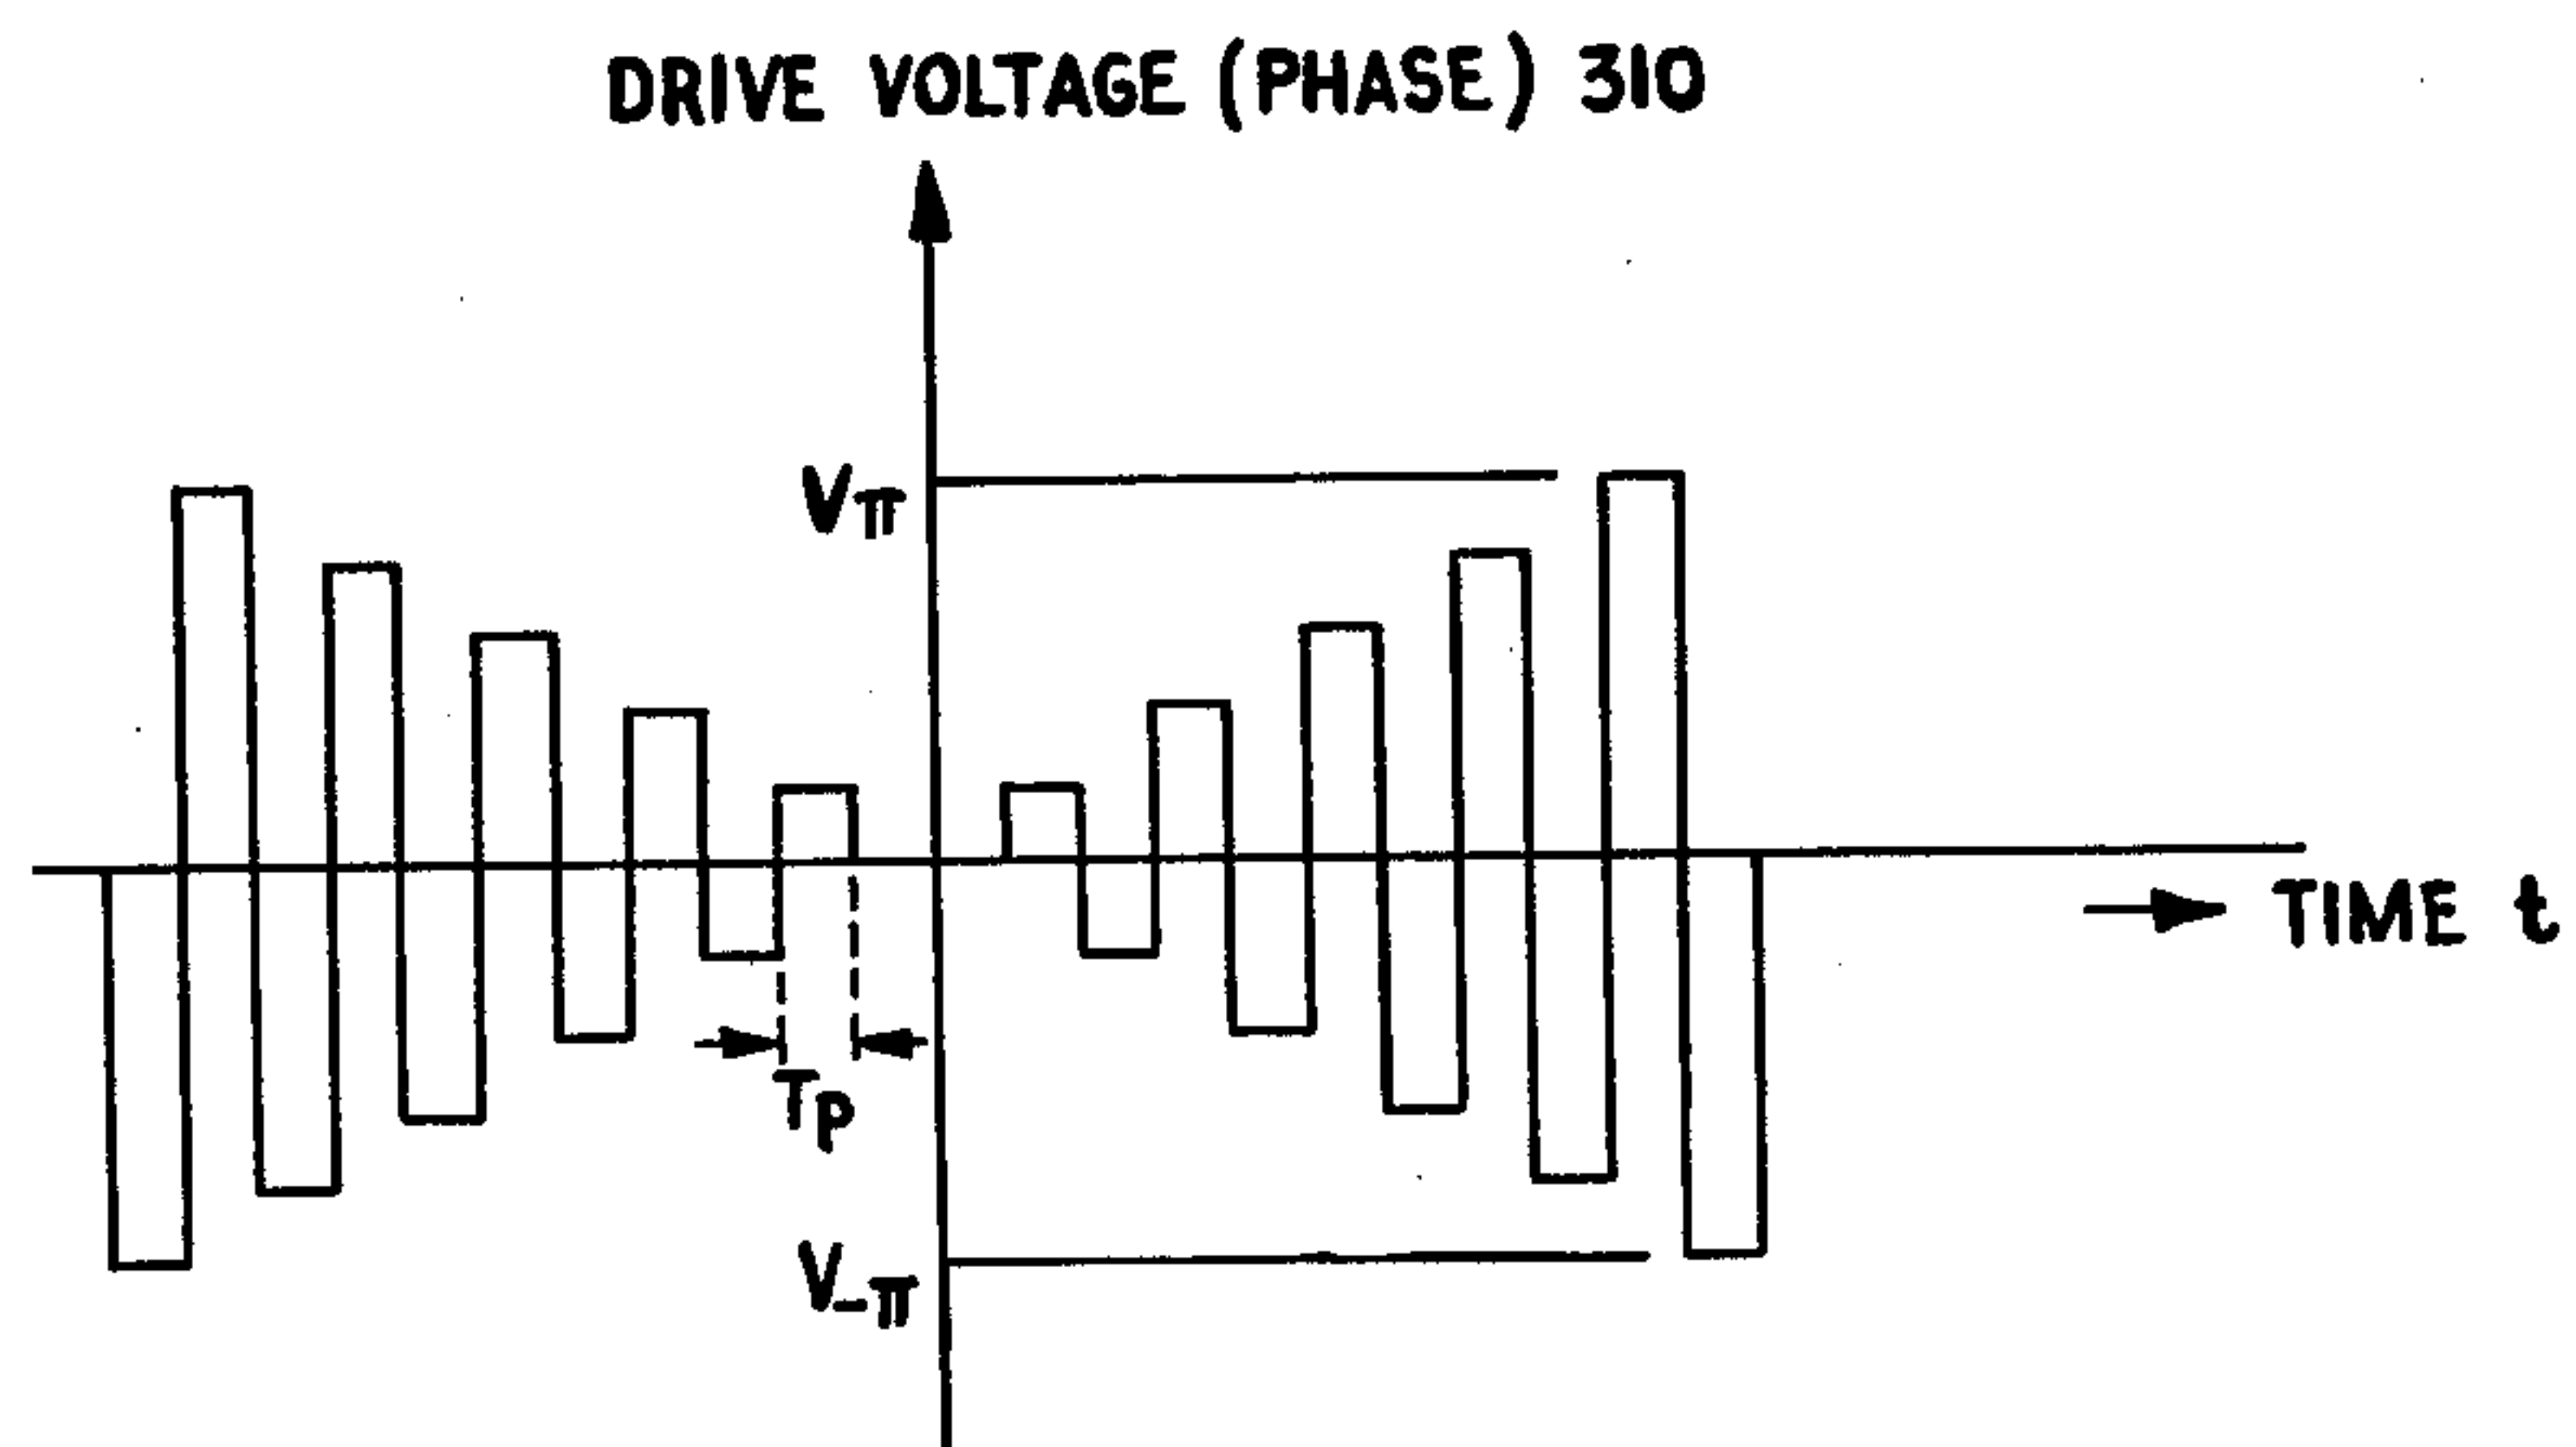 DRIVE VOLTAGE (PHASE) 310
Vπ
TIME t
Tp
V-π